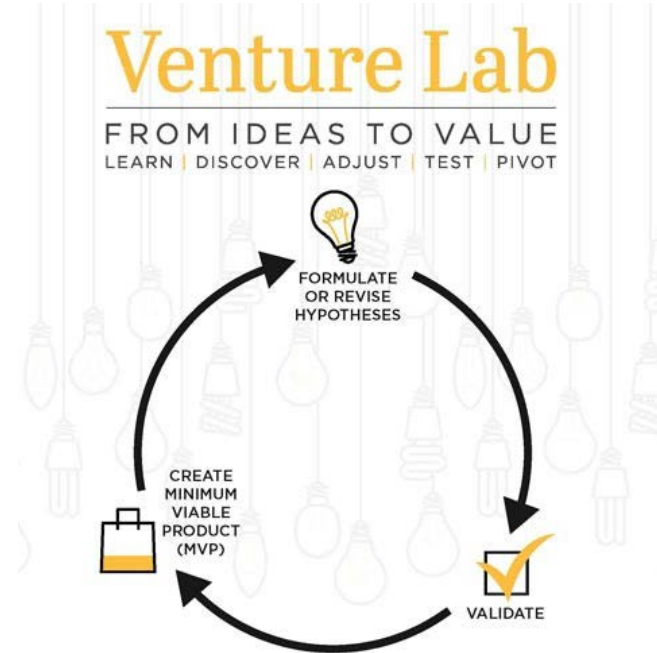 Venture Lab
FROM IDEAS TO VALUE
LEARN | DISCOVER | ADJUST | TEST | PIVOT
FORMULATE
OR REVISE
HYPOTHESES
CREATE
MINIMUM
VIABLE
PRODUCT
(MVP)
VALIDATE